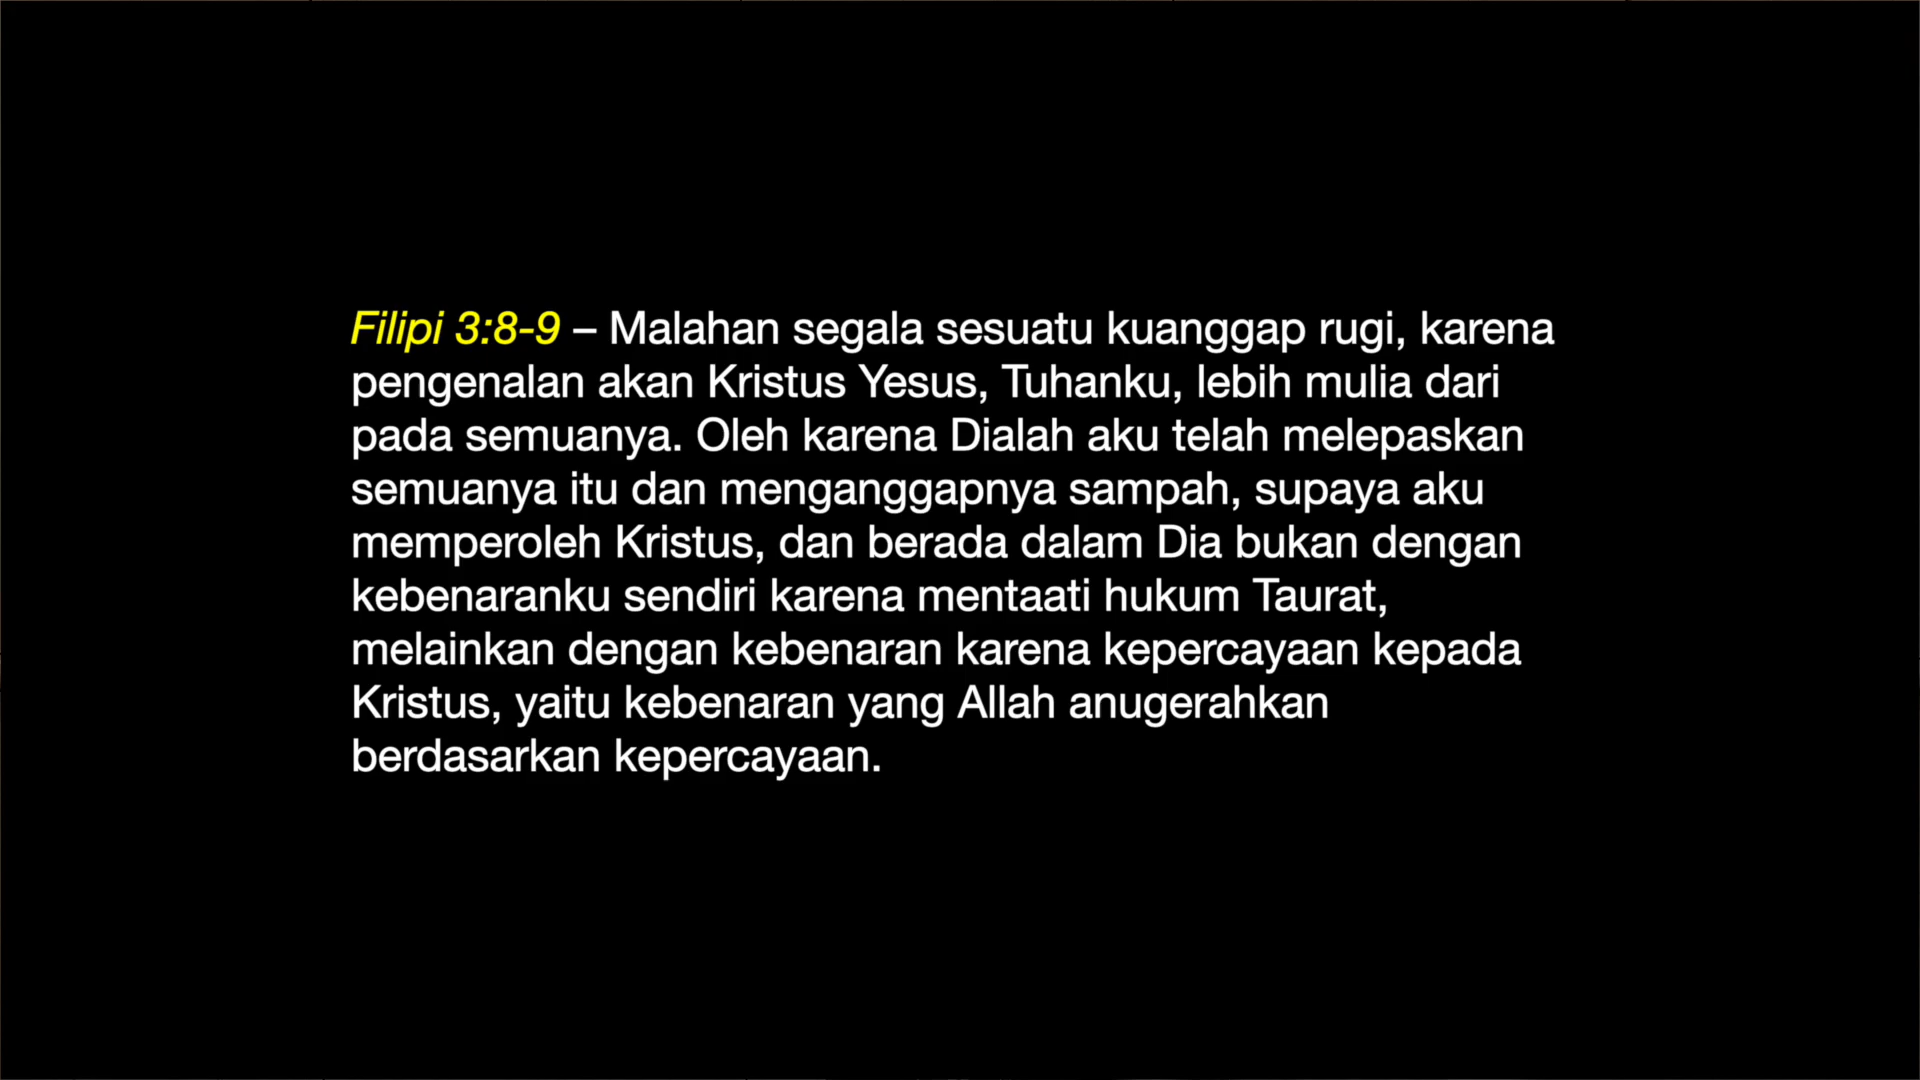 Filipi 3:8-9 – Malahan segala sesuatu kuanggap rugi, karena
pengenalan akan Kristus Yesus, Tuhanku, lebih mulia dari
pada semuanya. Oleh karena Dialah aku telah melepaskan
semuanya itu dan menganggapnya sampah, supaya aku
memperoleh Kristus, dan berada dalam Dia bukan dengan
kebenaranku sendiri karena mentaati hukum Taurat,
melainkan dengan kebenaran karena kepercayaan kepada
Kristus, yaitu kebenaran yang Allah anugerahkan
berdasarkan kepercayaan.